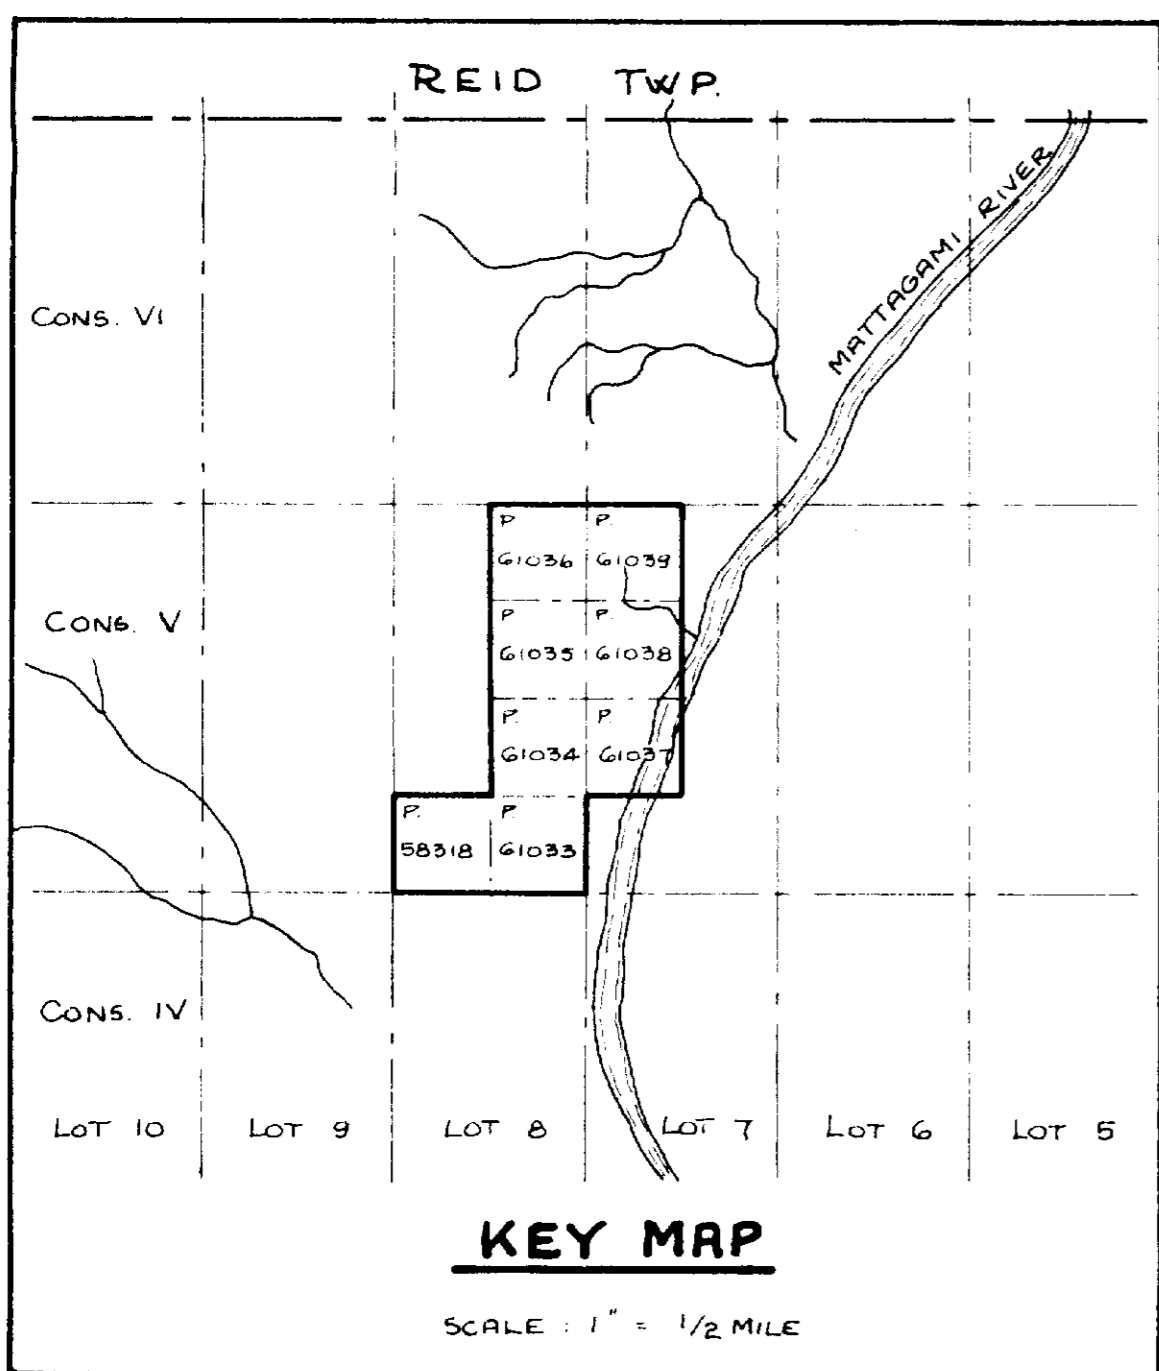 REID TWP.
MATTAGAMI RIVER
CONS. VI
P. P.
61036 61039
CONS. V
P. P.
61035 61038
P. P.
61034 61037
P. P.
58318 61033
CONS. IV
LOT 10 LOT 9 LOT 8 LOT 7 LOT 6 LOT 5
KEY MAP
SCALE : 1" = 1/2 MILE